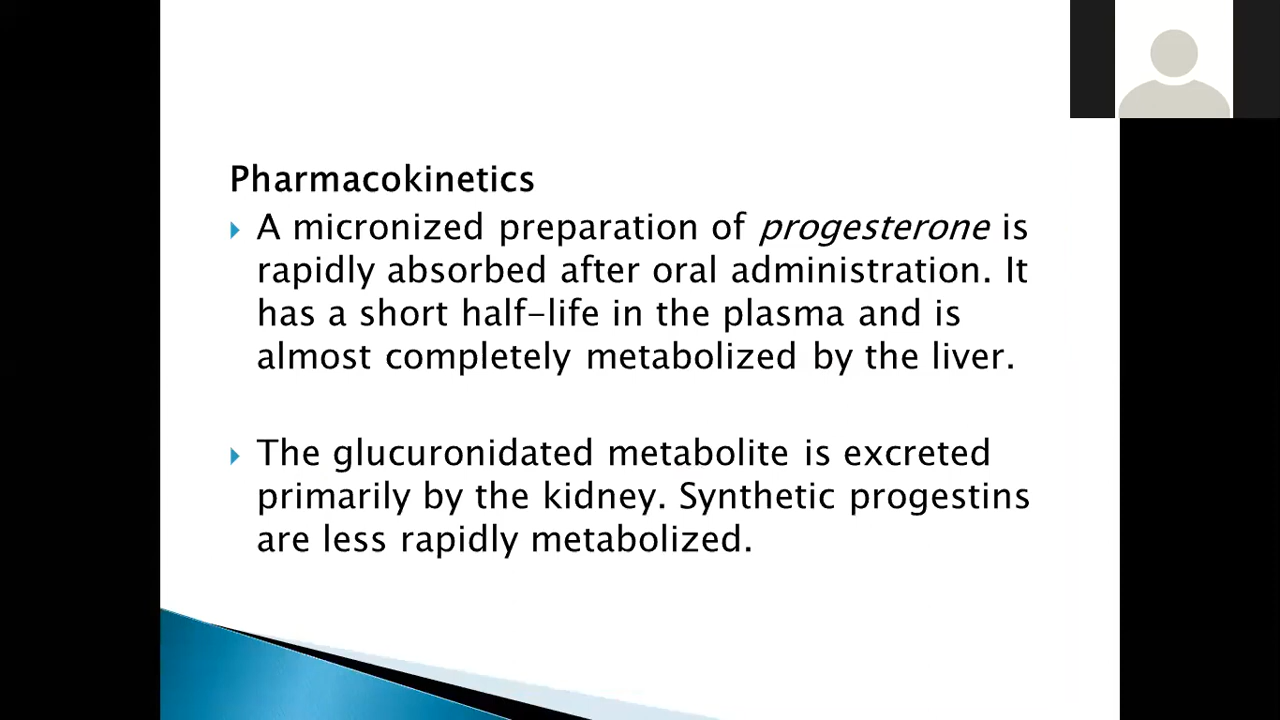 Pharmacokinetics
A micronized preparation of progesterone is
rapidly absorbed after oral administration. It
has a short half-life in the plasma and is
almost completely metabolized by the liver.
The glucuronidated metabolite is excreted
primarily by the kidney. Synthetic progestins
are less rapidly metabolized.